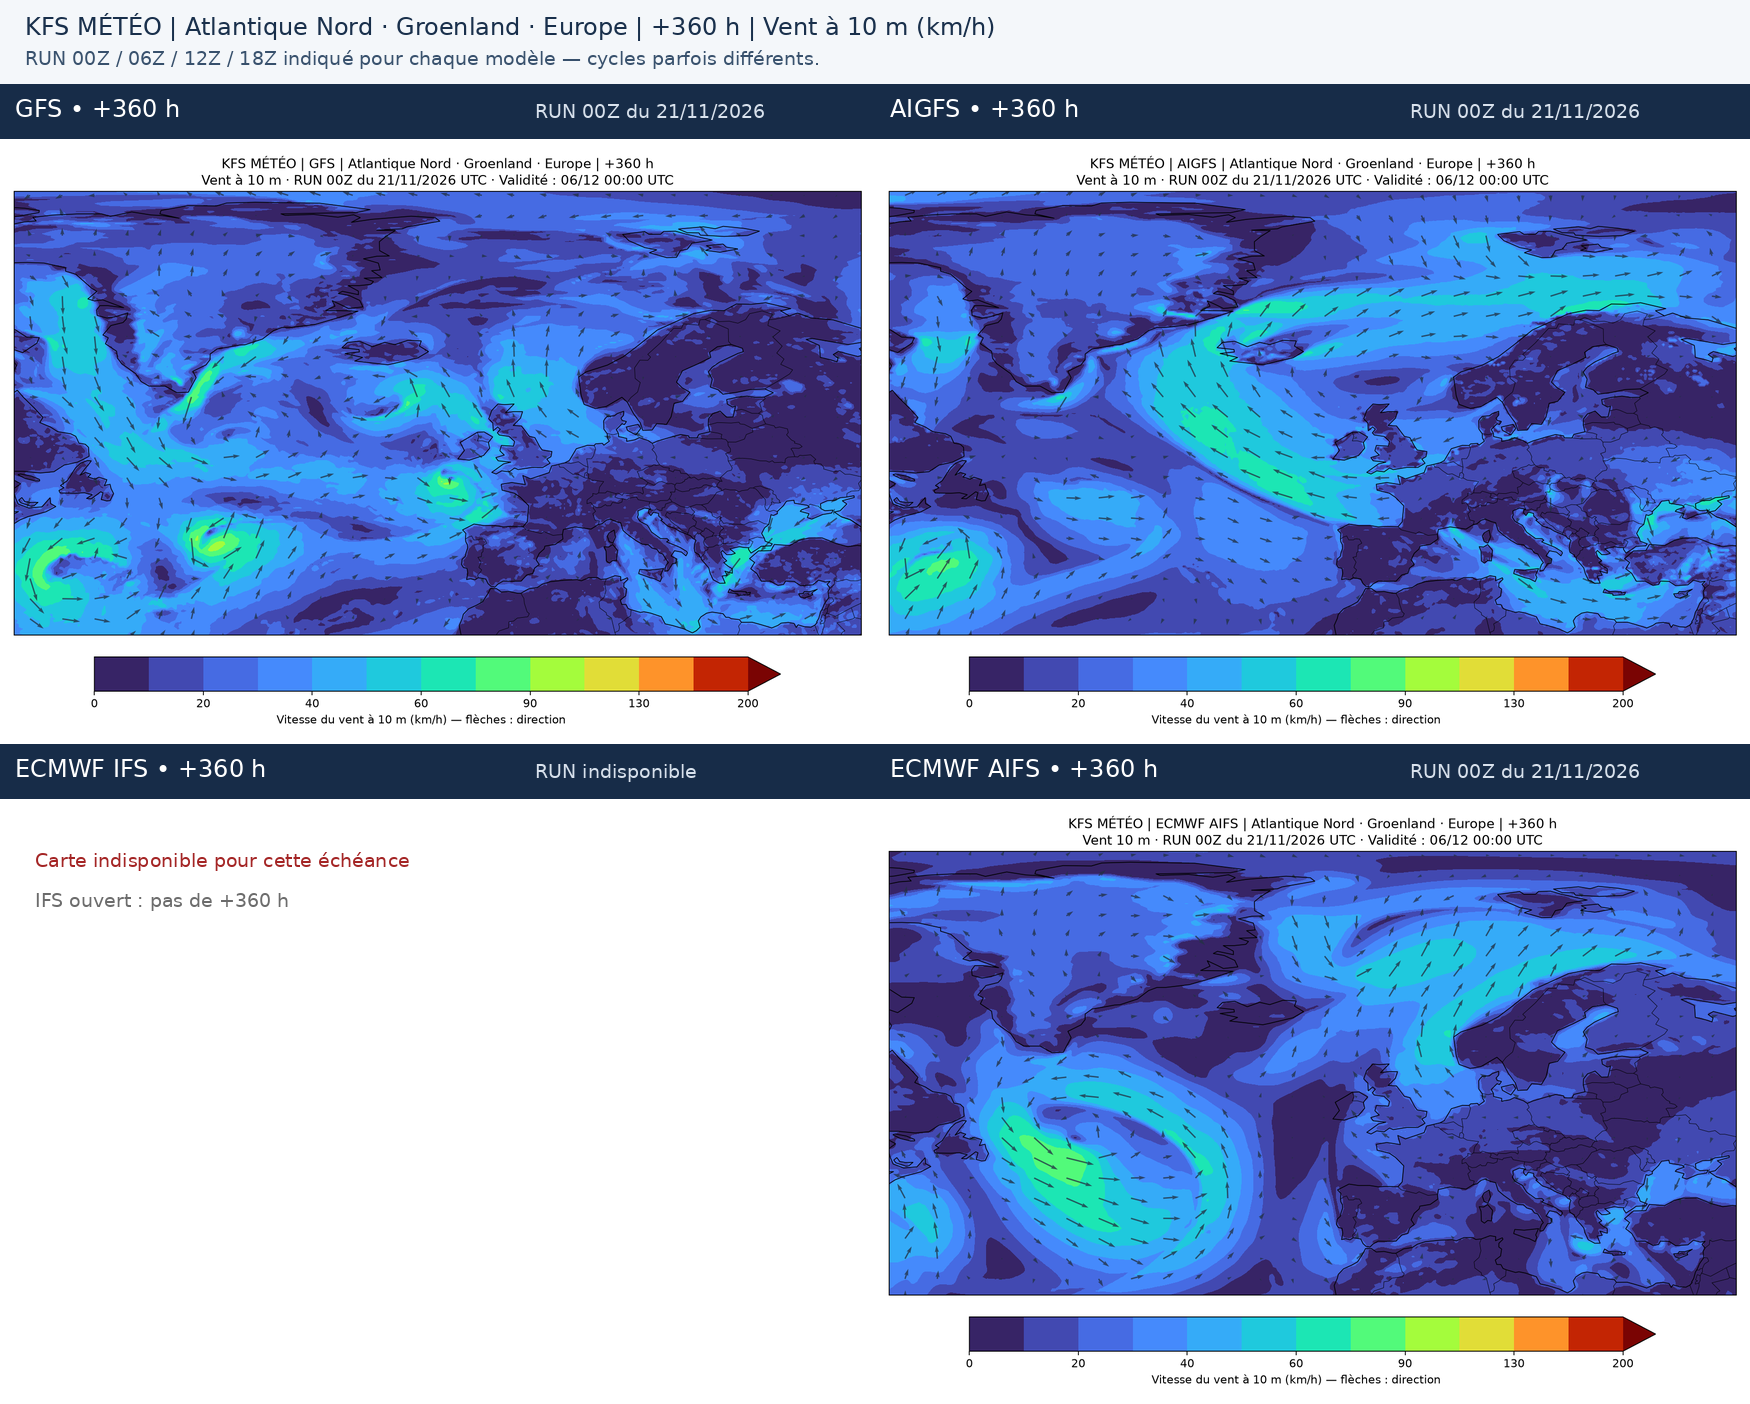 KFS MÉTÉO | Atlantique Nord · Groenland · Europe | +360 h | Vent à 10 m (km/h)
RUN 00Z / 06Z / 12Z / 18Z indiqué pour chaque modèle — cycles parfois différents.
GFS • +360 h
RUN 00Z du 21/11/2026
KFS MÉTÉO | GFS | Atlantique Nord · Groenland · Europe | +360 h
Vent à 10 m · RUN 00Z du 21/11/2026 UTC · Validité : 06/12 00:00 UTC
0 20 40 60 90 130 200
Vitesse du vent à 10 m (km/h) — flèches : direction
AIGFS • +360 h
RUN 00Z du 21/11/2026
KFS MÉTÉO | AIGFS | Atlantique Nord · Groenland · Europe | +360 h
Vent à 10 m · RUN 00Z du 21/11/2026 UTC · Validité : 06/12 00:00 UTC
0 20 40 60 90 130 200
Vitesse du vent à 10 m (km/h) — flèches : direction
ECMWF IFS • +360 h
RUN indisponible
Carte indisponible pour cette échéance
IFS ouvert : pas de +360 h
ECMWF AIFS • +360 h
RUN 00Z du 21/11/2026
KFS MÉTÉO | ECMWF AIFS | Atlantique Nord · Groenland · Europe | +360 h
Vent 10 m · RUN 00Z du 21/11/2026 UTC · Validité : 06/12 00:00 UTC
0 20 40 60 90 130 200
Vitesse du vent à 10 m (km/h) — flèches : direction